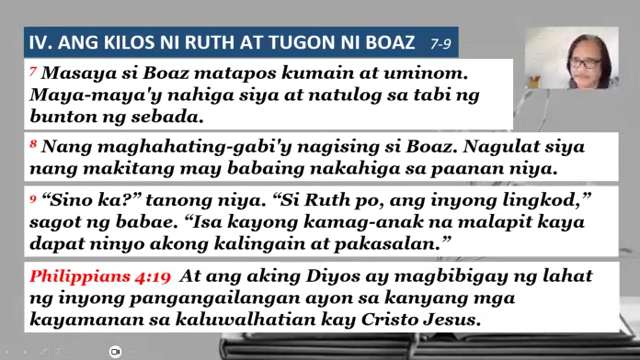 IV. ANG KILOS NI RUTH AT TUGON NI BOAZ 7-9
7 Masaya si Boaz matapos kumain at uminom.
Maya-maya'y nahiga siya at natulog sa tabi ng
bunton ng sebada.
8 Nang maghahating-gabi'y nagising si Boaz. Nagulat siya
nang makitang may babaing nakahiga sa paanan niya.
9 “Sino ka?” tanong niya. “Si Ruth po, ang inyong lingkod,”
sagot ng babae. “Isa kayong kamag-anak na malapit kaya
dapat ninyo akong kalingain at pakasalan.”
Philippians 4:19 At ang aking Diyos ay magbibigay ng lahat
ng inyong pangangailangan ayon sa kanyang mga
kayamanan sa kaluwalhatian kay Cristo Jesus.